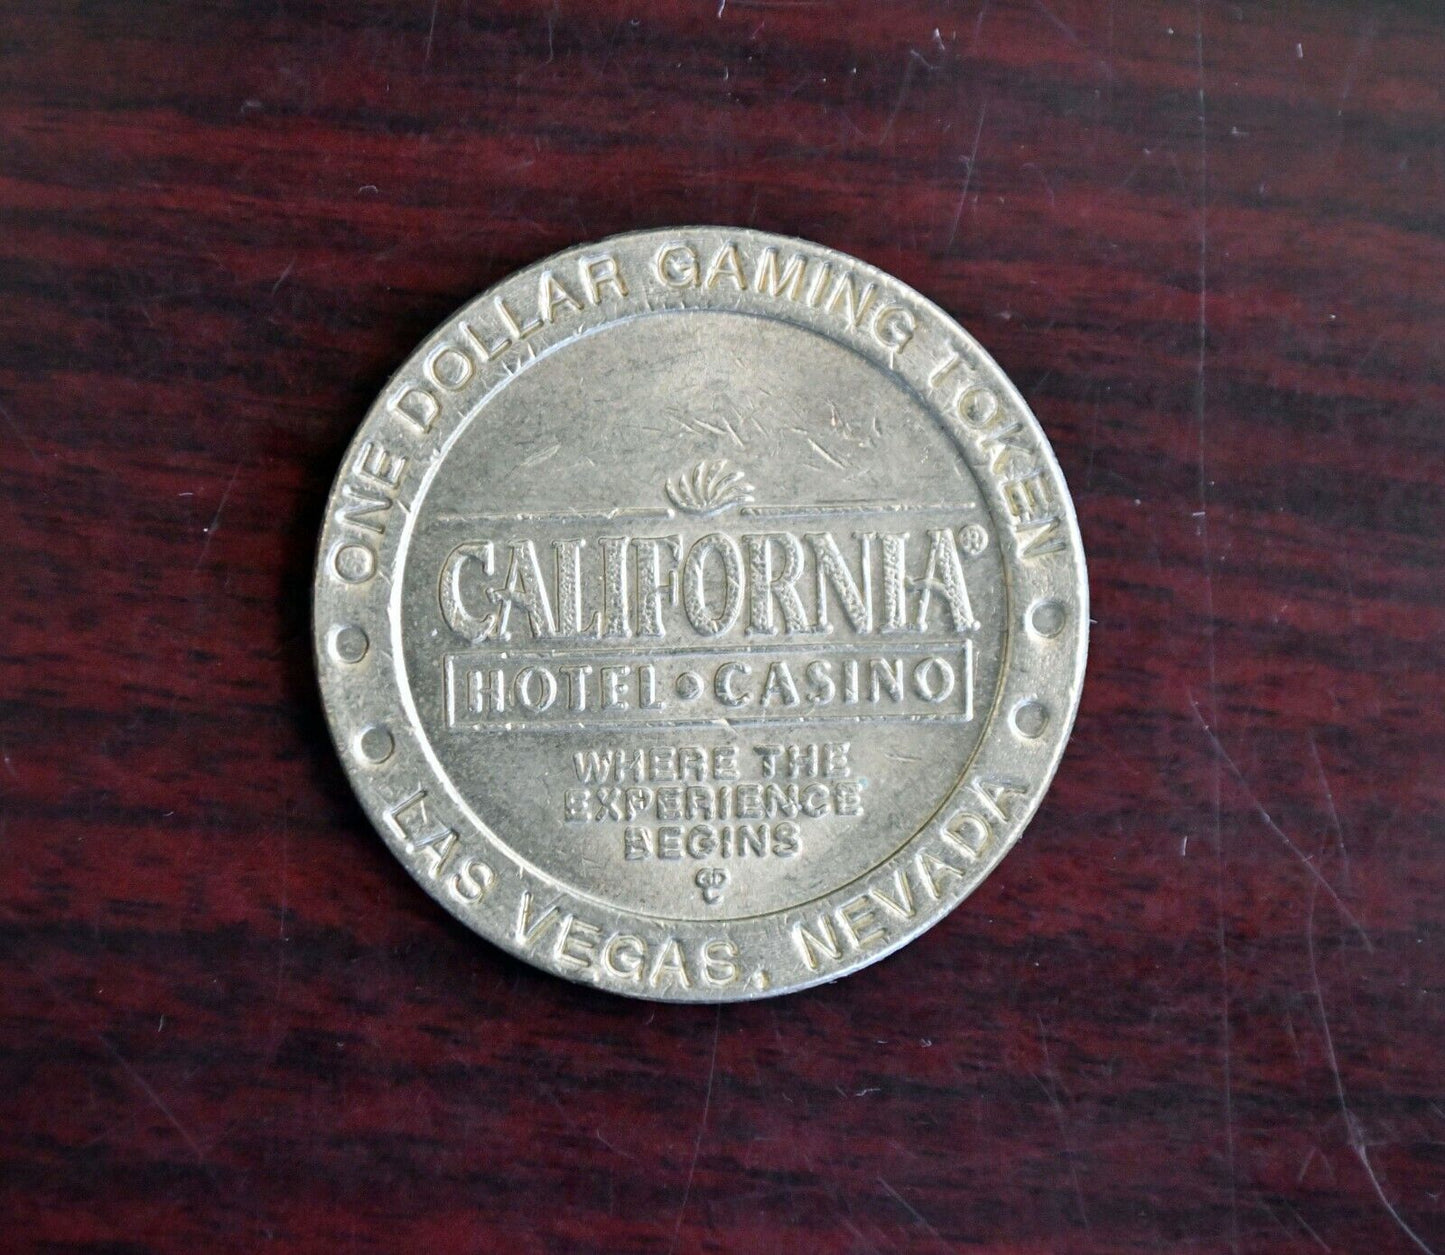 ONE DOLLAR GAMING TOKEN
CALIFORNIA®
HOTEL • CASINO
WHERE THE
EXPERIENCE
BEGINS
LAS VEGAS, NEVADA